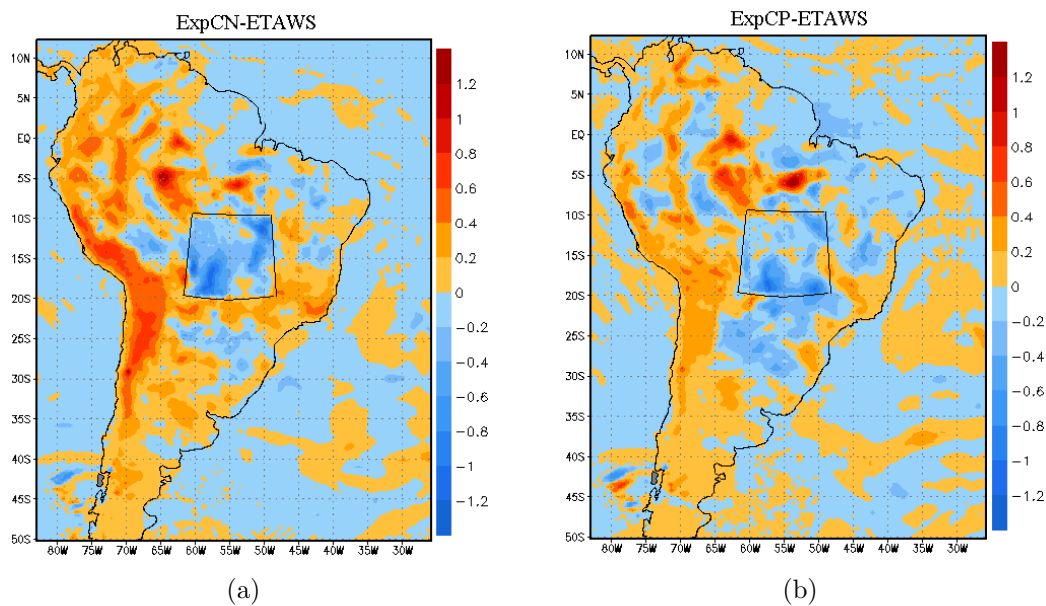 ExpCN-ETAWS
10N
5N
EQ
5S
10S
15S
20S
25S
30S
35S
40S
45S
50S
80W 75W 70W 65W 60W 55W 50W 45W 40W 35W 30W
1.2
1
0.8
0.6
0.4
0.2
0
−0.2
−0.4
−0.6
−0.8
−1
−1.2
(a)
ExpCP-ETAWS
10N
5N
EQ
5S
10S
15S
20S
25S
30S
35S
40S
45S
50S
80W 75W 70W 65W 60W 55W 50W 45W 40W 35W 30W
1.2
1
0.8
0.6
0.4
0.2
0
−0.2
−0.4
−0.6
−0.8
−1
−1.2
(b)